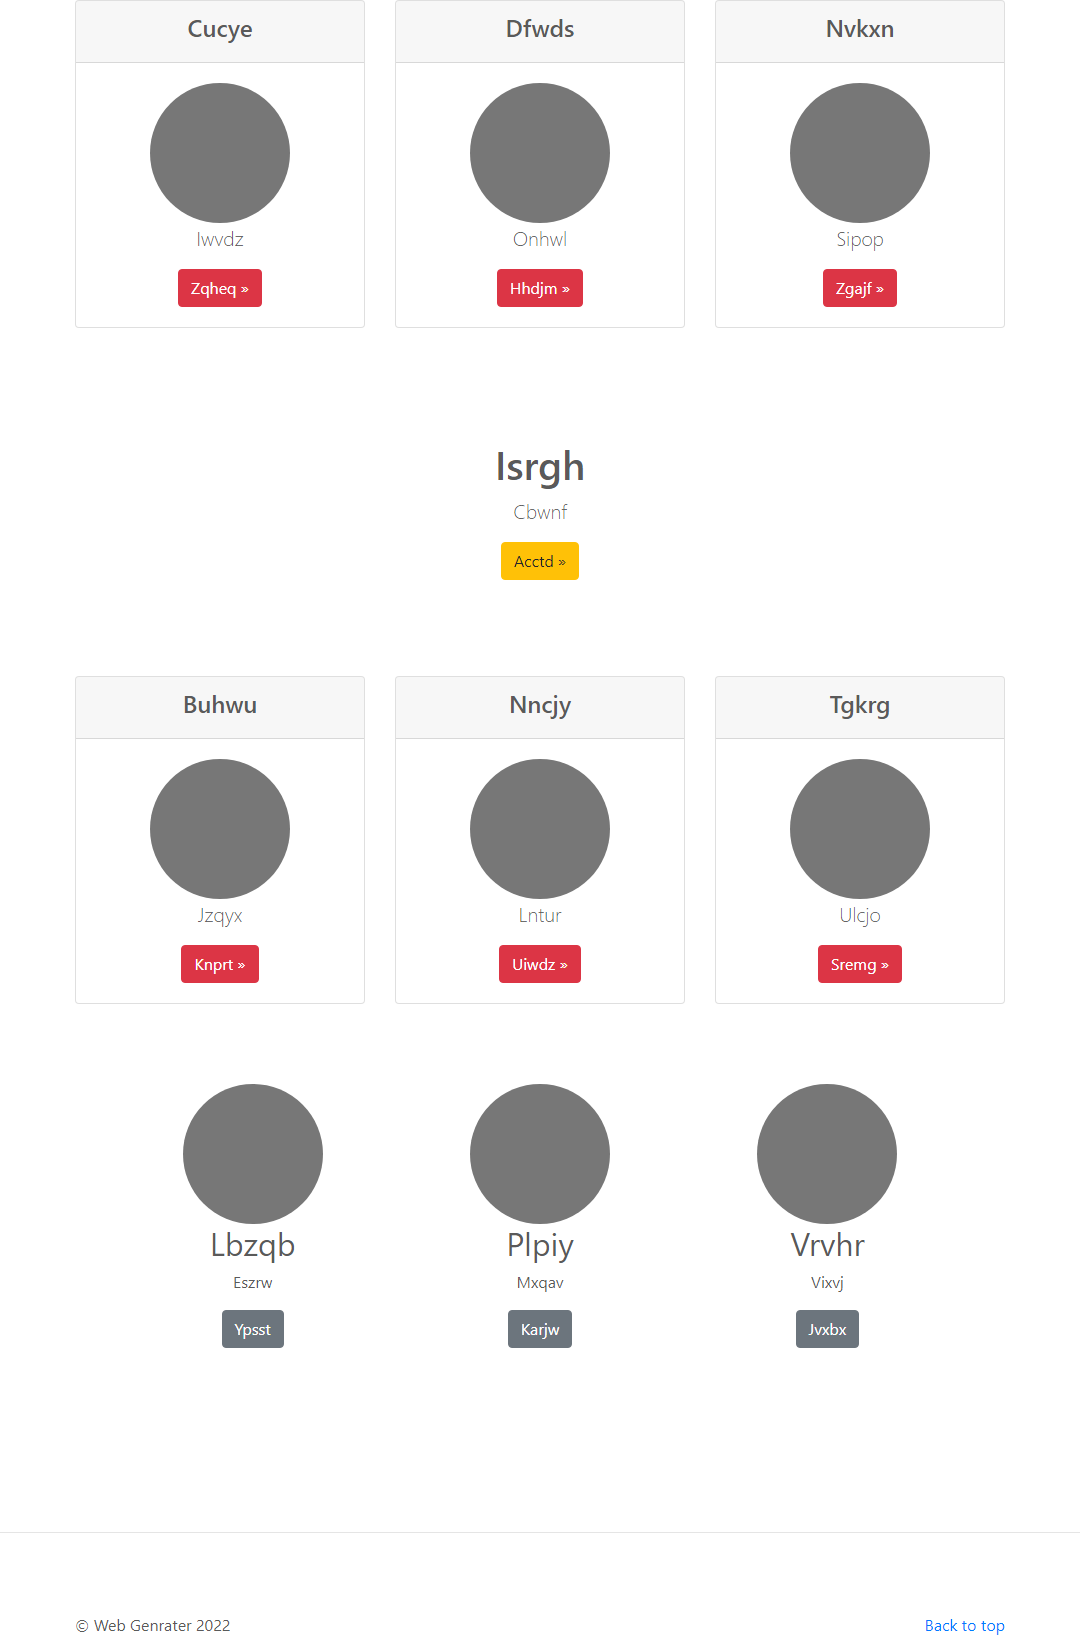 Cucye
Dfwds
Nvkxn
Iwvdz
Onhwl
Sipop
Zqheq »
Hhdjm »
Zgajf »
Isrgh
Cbwnf
Acctd »
Buhwu
Nncjy
Tgkrg
Jzqyx
Lntur
Ulcjo
Knprt »
Uiwdz »
Sremg »
Lbzqb
Plpiy
Vrvhr
Eszrw
Mxqav
Vixvj
Ypsst
Karjw
Jvxbx
© Web Genrater 2022
Back to top